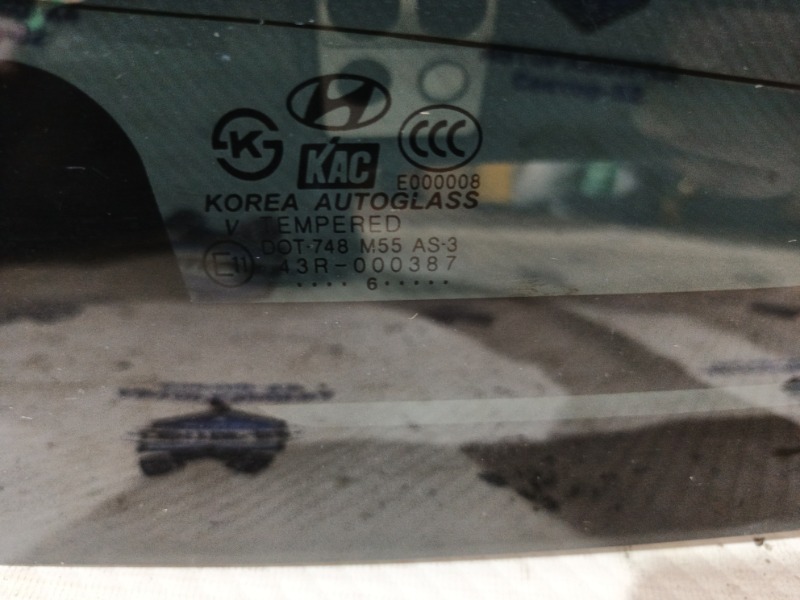 CCC
KAC
E000008
KOREA AUTOGLASS
V TEMPERED
DOT-748 M55 AS-3
E11 43R-000387
.... 6.....